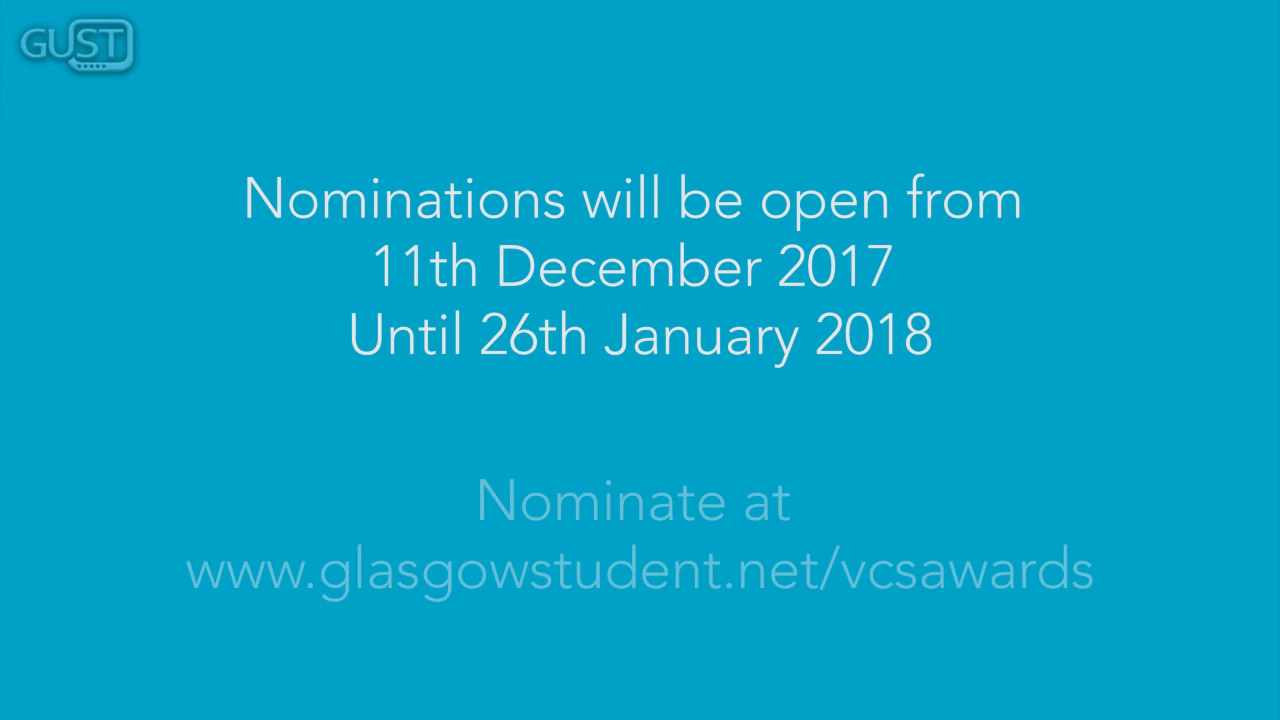 GUST
Nominations will be open from
11th December 2017
Until 26th January 2018
Nominate at
www.glasgowstudent.net/vcsawards